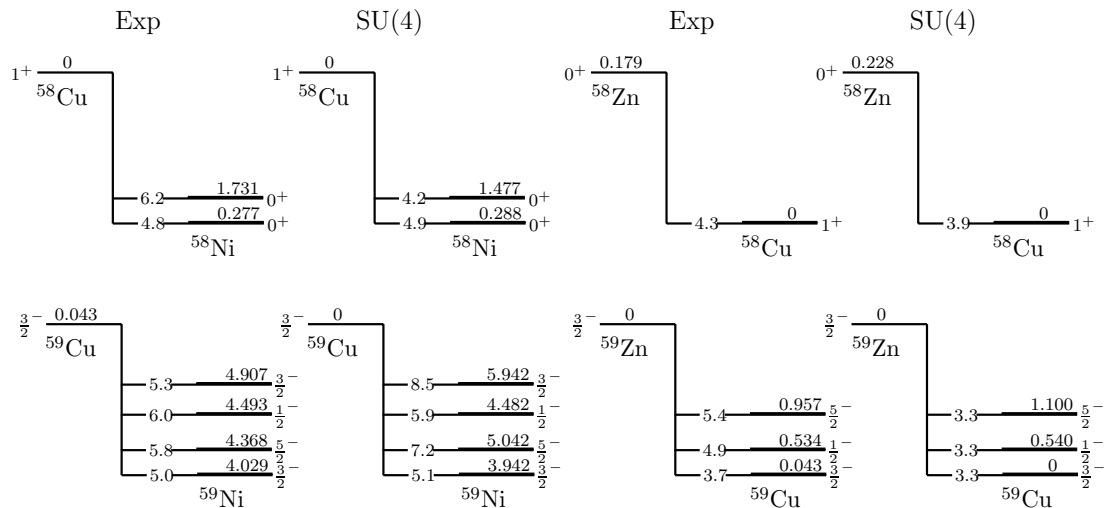 Exp SU(4) Exp SU(4)
1⁺ 0 1⁺ 0 0⁺ 0.179 0⁺ 0.228
⁵⁸Cu ⁵⁸Cu ⁵⁸Zn ⁵⁸Zn
6.2 1.731 0⁺ 4.2 1.477 0⁺
4.8 0.277 0⁺ 4.9 0.288 0⁺ 4.3 0 1⁺ 3.9 0 1⁺
⁵⁸Ni ⁵⁸Ni ⁵⁸Cu ⁵⁸Cu
3/2⁻ 0.043 3/2⁻ 0 3/2⁻ 0 3/2⁻ 0
⁵⁹Cu ⁵⁹Cu ⁵⁹Zn ⁵⁹Zn
5.3 4.907 3/2⁻ 8.5 5.942 3/2⁻
6.0 4.493 1/2⁻ 5.9 4.482 1/2⁻ 5.4 0.957 5/2⁻ 3.3 1.100 5/2⁻
5.8 4.368 5/2⁻ 7.2 5.042 5/2⁻ 4.9 0.534 1/2⁻ 3.3 0.540 1/2⁻
5.0 4.029 3/2⁻ 5.1 3.942 3/2⁻ 3.7 0.043 3/2⁻ 3.3 0 3/2⁻
⁵⁹Ni ⁵⁹Ni ⁵⁹Cu ⁵⁹Cu